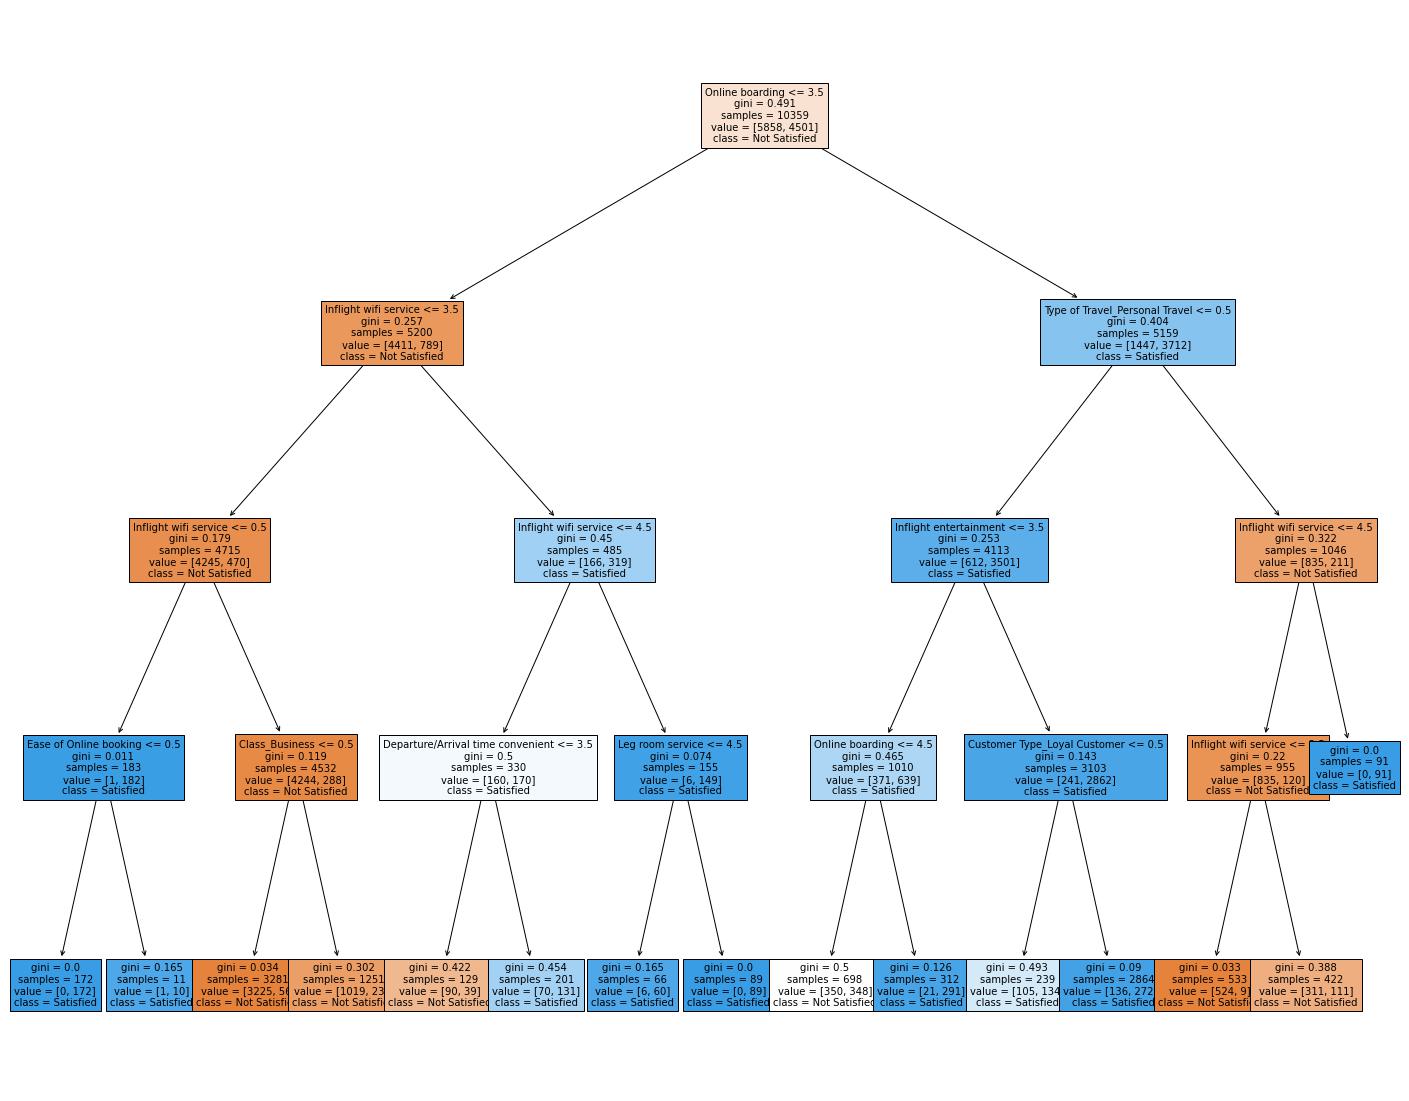 Online boarding <= 3.5
gini = 0.491
samples = 10359
value = [5858, 4501]
class = Not Satisfied
Inflight wifi service <= 3.5
gini = 0.257
samples = 5200
value = [4411, 789]
class = Not Satisfied
Type of Travel_Personal Travel <= 0.5
gini = 0.404
samples = 5159
value = [1447, 3712]
class = Satisfied
Inflight wifi service <= 0.5
gini = 0.179
samples = 4715
value = [4245, 470]
class = Not Satisfied
Inflight wifi service <= 4.5
gini = 0.45
samples = 485
value = [166, 319]
class = Satisfied
Inflight entertainment <= 3.5
gini = 0.253
samples = 4113
value = [612, 3501]
class = Satisfied
Inflight wifi service <= 4.5
gini = 0.322
samples = 1046
value = [835, 211]
class = Not Satisfied
Ease of Online booking <= 0.5
gini = 0.011
samples = 183
value = [1, 182]
class = Satisfied
Class_Business <= 0.5
gini = 0.119
samples = 4532
value = [4244, 288]
class = Not Satisfied
Departure/Arrival time convenient <= 3.5
gini = 0.5
samples = 330
value = [160, 170]
class = Satisfied
Leg room service <= 4.5
gini = 0.074
samples = 155
value = [6, 149]
class = Satisfied
Online boarding <= 4.5
gini = 0.465
samples = 1010
value = [371, 639]
class = Satisfied
Customer Type_Loyal Customer <= 0.5
gini = 0.143
samples = 3103
value = [241, 2862]
class = Satisfied
Inflight wifi service <=
gini = 0.22
samples = 955
value = [835, 120]
class = Not Satisfied
gini = 0.0
samples = 91
value = [0, 91]
class = Satisfied
gini = 0.0
samples = 172
value = [0, 172]
class = Satisfied
gini = 0.165
samples = 11
value = [1, 10]
class = Satisfied
gini = 0.034
samples = 3281
value = [3225,
class = Not
gini = 0.302
samples = 1251
value = [1019,
class = Not
gini = 0.422
samples = 129
value = [90, 39]
class = Not Satisfied
gini = 0.454
samples = 201
value = [70, 131]
class = Satisfied
gini = 0.165
samples = 66
value = [6, 60]
class = Satisfied
gini = 0.0
samples = 89
value = [0, 89]
class = Satisfied
gini = 0.5
samples = 698
value = [350, 348]
class = Not Satisfied
gini = 0.126
samples = 312
value = [21, 291]
class = Satisfied
gini = 0.493
samples = 239
value = [105, 134
class = Satisfied
gini = 0.09
samples = 2864
value = [136,
class = Satisfied
gini = 0.033
samples = 533
value = [524, 9]
class = Not
gini = 0.388
samples = 422
value = [311, 111]
class = Not Satisfied